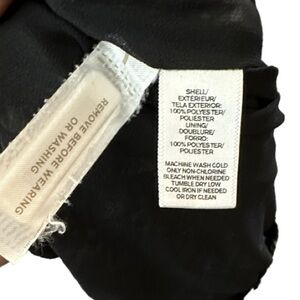 REMOVE BEFORE WEARING
OR WASHING
SHELL/
EXTERIEUR/
TELA EXTERIOR:
100% POLYESTER/
POLIESTER
LINING/
DOUBLURE/
FORRO:
100% POLYESTER/
POLIESTER
MACHINE WASH COLD
ONLY NON-CHLORINE
BLEACH WHEN NEEDED
TUMBLE DRY LOW
COOL IRON IF NEEDED
OR DRY CLEAN